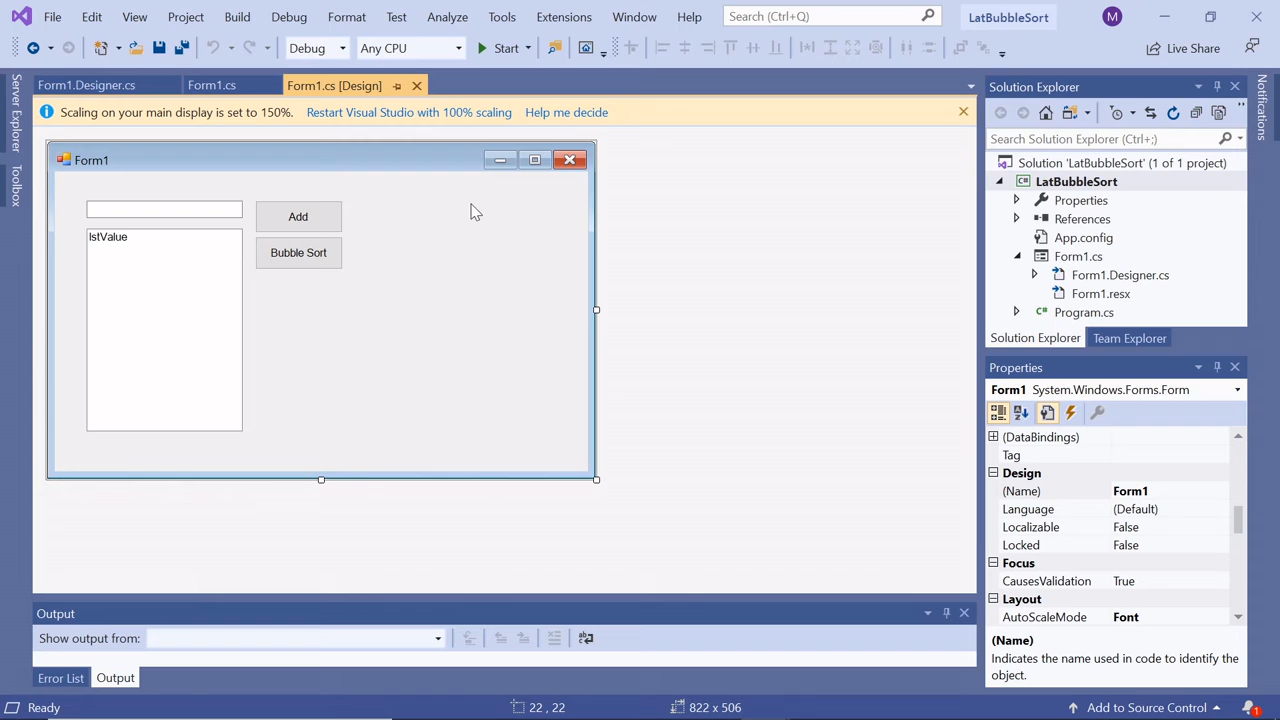 File Edit View Project Build Debug Format Test Analyze Tools Extensions Window Help Search (Ctrl+Q) LatBubbleSort M
Debug Any CPU Start Live Share
Server Explorer
Toolbox
Form1.Designer.cs Form1.cs Form1.cs [Design]
Scaling on your main display is set to 150%. Restart Visual Studio with 100% scaling Help me decide
Form1
Add
lstValue
Bubble Sort
Output
Show output from:
Error List Output
Solution Explorer
Search Solution Explorer (Ctrl+;)
Solution 'LatBubbleSort' (1 of 1 project)
LatBubbleSort
Properties
References
App.config
Form1.cs
Form1.Designer.cs
Form1.resx
Program.cs
Solution Explorer Team Explorer
Properties
Form1 System.Windows.Forms.Form
(DataBindings)
Tag
Design
(Name) Form1
Language (Default)
Localizable False
Locked False
Focus
CausesValidation True
Layout
AutoScaleMode Font
(Name)
Indicates the name used in code to identify the
object.
Notifications
Ready 22 , 22 822 x 506 Add to Source Control 1